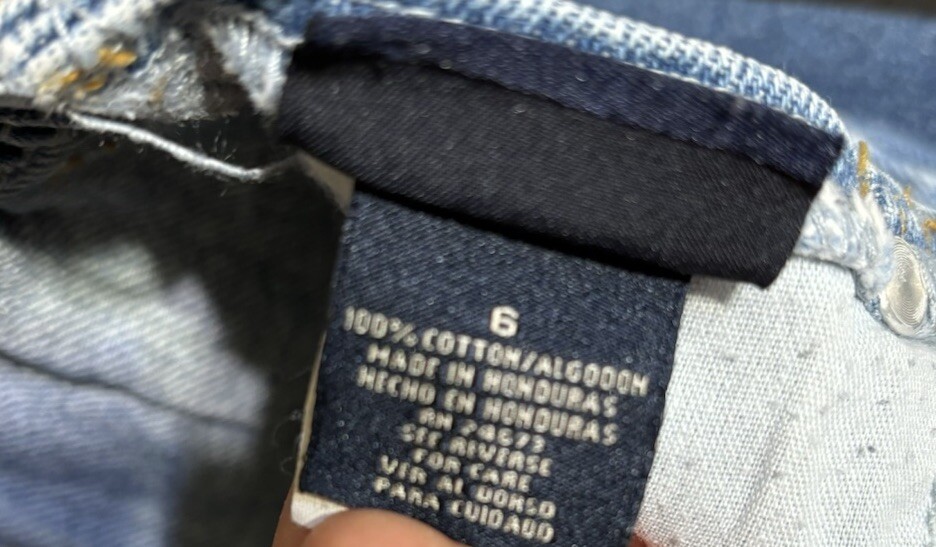 6
100% COTTON/ALGODON
MADE IN HONDURAS
HECHO EN HONDURAS
RN 24673
SEE REVERSE
FOR CARE
VER AL DORSO
PARA CUIDADO